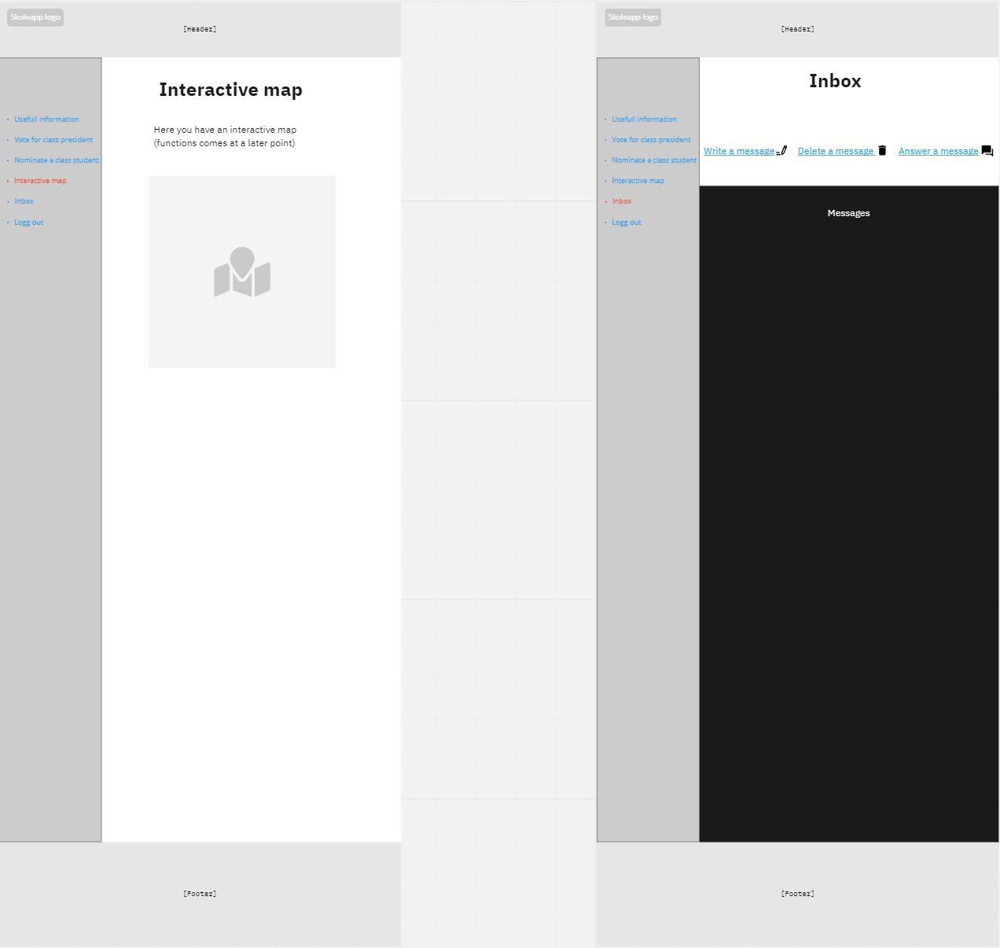 Skoleapp logo
[Header]
Interactive map
Here you have an interactive map
(functions comes at a later point)
Usefull information
Vote for class president
Nominate a class student
Interactive map
Inbox
Logg out
[Footer]
Skoleapp logo
[Header]
Inbox
Usefull information
Vote for class president
Nominate a class student
Interactive map
Inbox
Logg out
Write a message Delete a message Answer a message
Messages
[Footer]